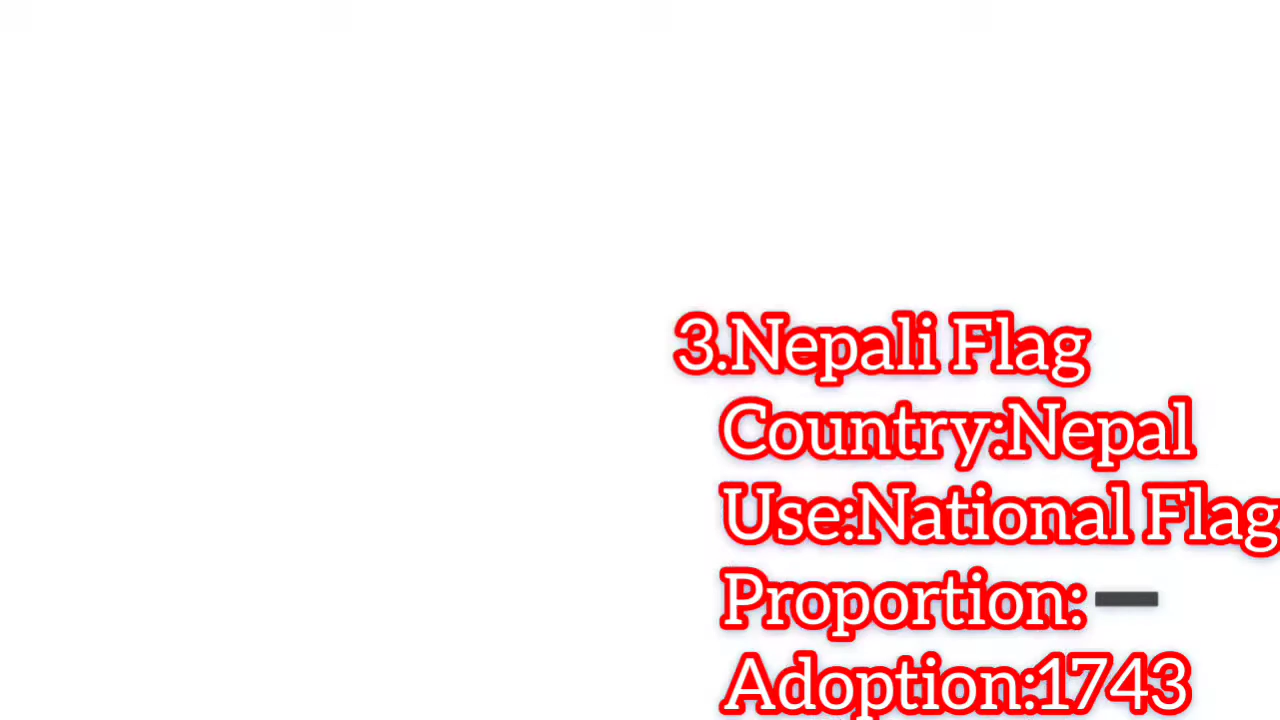 3.Nepali Flag
Country:Nepal
Use:National Flag
Proportion:➖
Adoption:1743